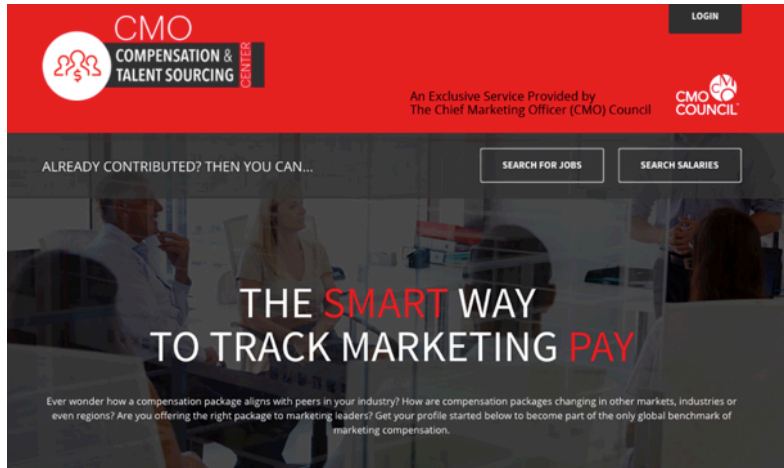 LOGIN
CMO
COMPENSATION &
TALENT SOURCING
CENTER
An Exclusive Service Provided by
The Chief Marketing Officer (CMO) Council
CMO
COUNCIL
ALREADY CONTRIBUTED? THEN YOU CAN...
SEARCH FOR JOBS
SEARCH SALARIES
THE SMART WAY
TO TRACK MARKETING PAY
Ever wonder how a compensation package aligns with peers in your industry? How are compensation packages changing in other markets, industries or
even regions? Are you offering the right package to marketing leaders? Get your profile started below to become part of the only global benchmark of
marketing compensation.